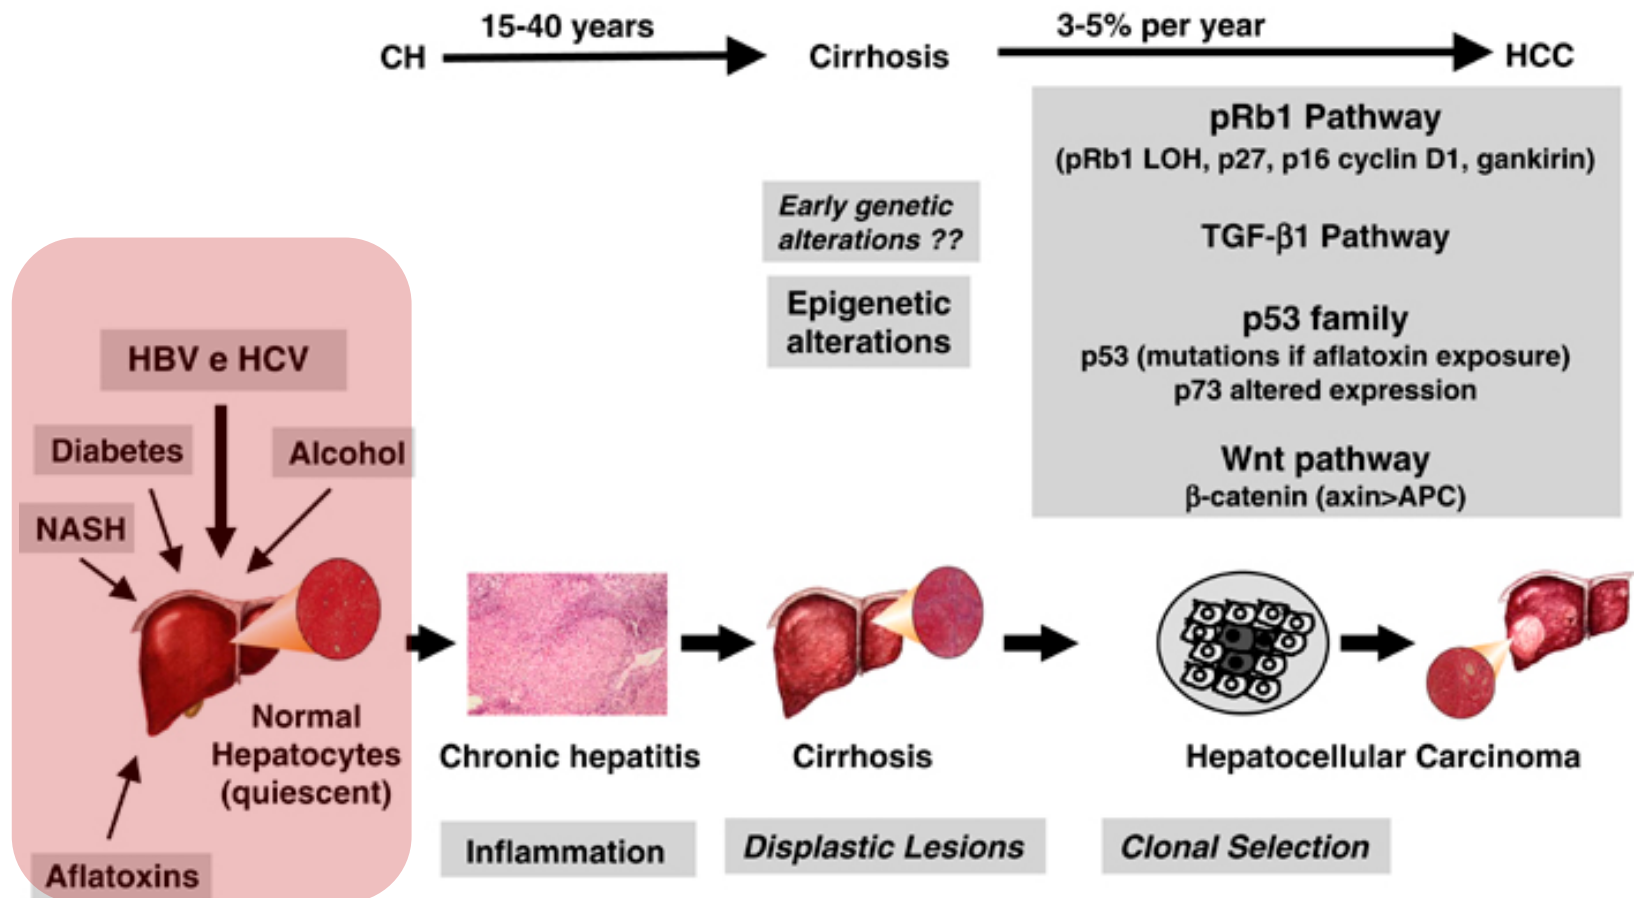 15-40 years
3-5% per year
CH
Cirrhosis
HCC
pRb1 Pathway
(pRb1 LOH, p27, p16 cyclin D1, gankirin)
Early genetic
alterations ??
TGF-β1 Pathway
Epigenetic
alterations
p53 family
p53 (mutations if aflatoxin exposure)
p73 altered expression
HBV e HCV
Diabetes
Alcohol
Wnt pathway
β-catenin (axin>APC)
NASH
Normal
Hepatocytes
(quiescent)
Chronic hepatitis
Cirrhosis
Hepatocellular Carcinoma
Aflatoxins
Inflammation
Displastic Lesions
Clonal Selection